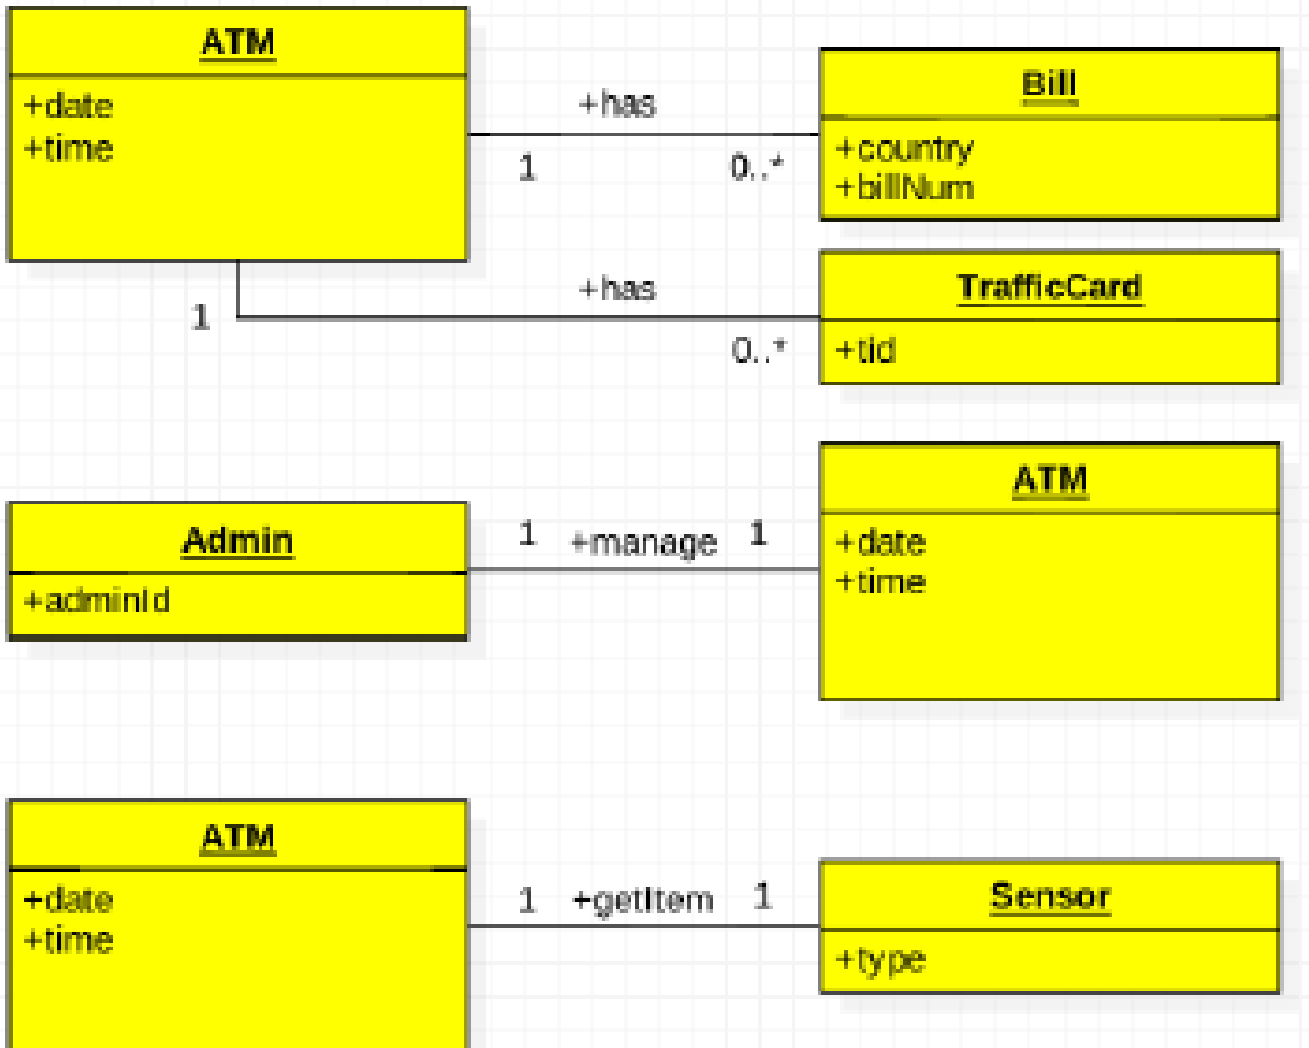 ATM
+date
+time
+has
1
0..*
Bill
+country
+billNum
1
+has
0..*
TrafficCard
+tid
Admin
+adminId
1
+manage
1
ATM
+date
+time
ATM
+date
+time
1
+getItem
1
Sensor
+type